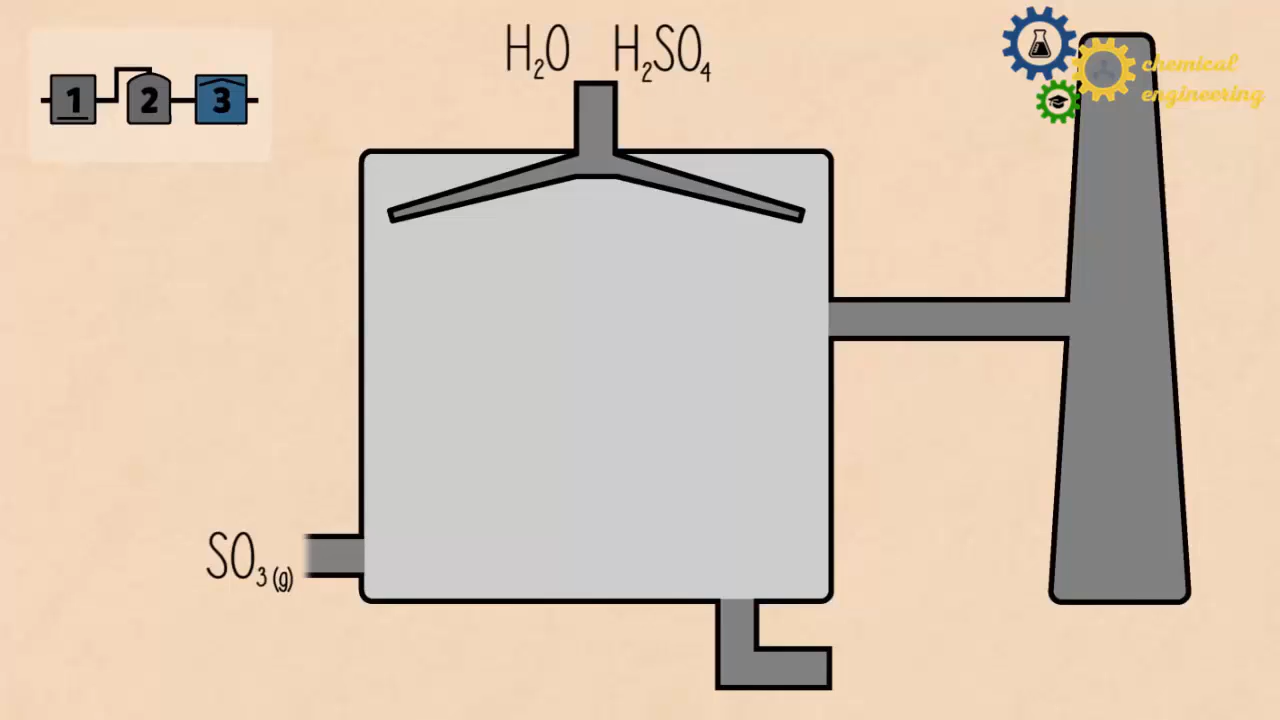 H₂O H₂SO₄
chemical
engineering
1 2 3
SO₃(g)